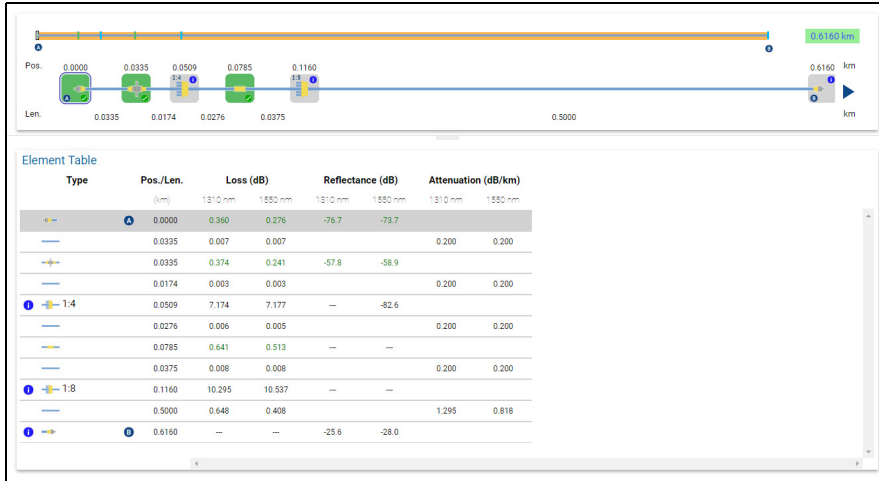 0.6160 km
A
B
Pos. 0.0000 0.0335 0.0509 0.0785 0.1160 0.6160 km
1:4 1:8
A B
Len. 0.0335 0.0174 0.0276 0.0375 0.5000 km
Element Table
Type Pos./Len. Loss (dB) Reflectance (dB) Attenuation (dB/km)
(km) 1310 nm 1550 nm 1310 nm 1550 nm 1310 nm 1550 nm
A 0.0000 0.360 0.276 -76.7 -73.7
0.0335 0.007 0.007 0.200 0.200
0.0335 0.374 0.241 -57.8 -58.9
0.0174 0.003 0.003 0.200 0.200
i 1:4 0.0509 7.174 7.177 --- -82.6
0.0276 0.006 0.005 0.200 0.200
0.0785 0.641 0.513 --- ---
0.0375 0.008 0.008 0.200 0.200
i 1:8 0.1160 10.295 10.537 --- ---
0.5000 0.648 0.408 1.295 0.818
i B 0.6160 --- --- -25.6 -28.0